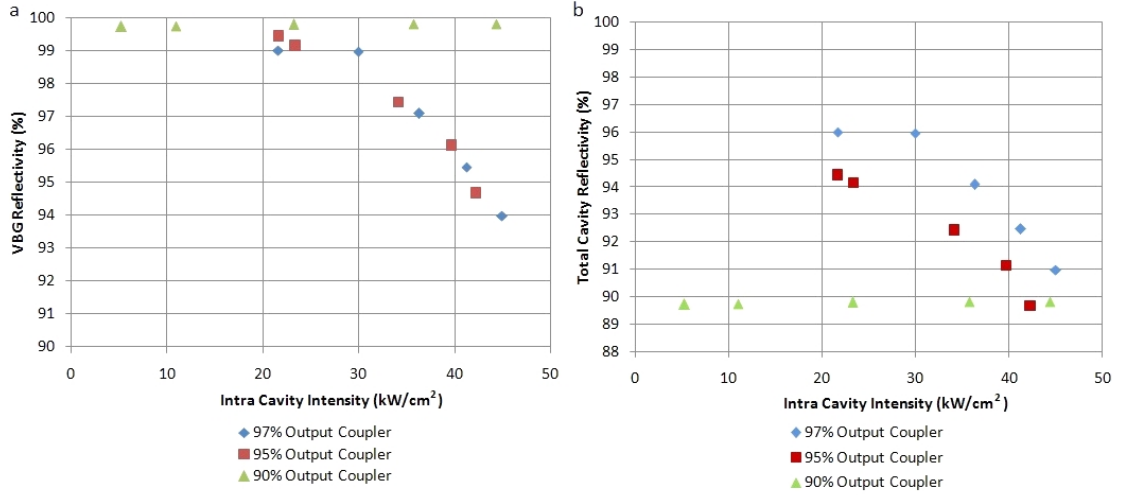 a
100
99
98
97
96
95
94
93
92
91
90
VBG Reflectivity (%)
0 10 20 30 40 50
Intra Cavity Intensity (kW/cm²)
97% Output Coupler
95% Output Coupler
90% Output Coupler
b
100
99
98
97
96
95
94
93
92
91
90
89
88
Total Cavity Reflectivity (%)
0 10 20 30 40 50
Intra Cavity Intensity (kW/cm²)
97% Output Coupler
95% Output Coupler
90% Output Coupler